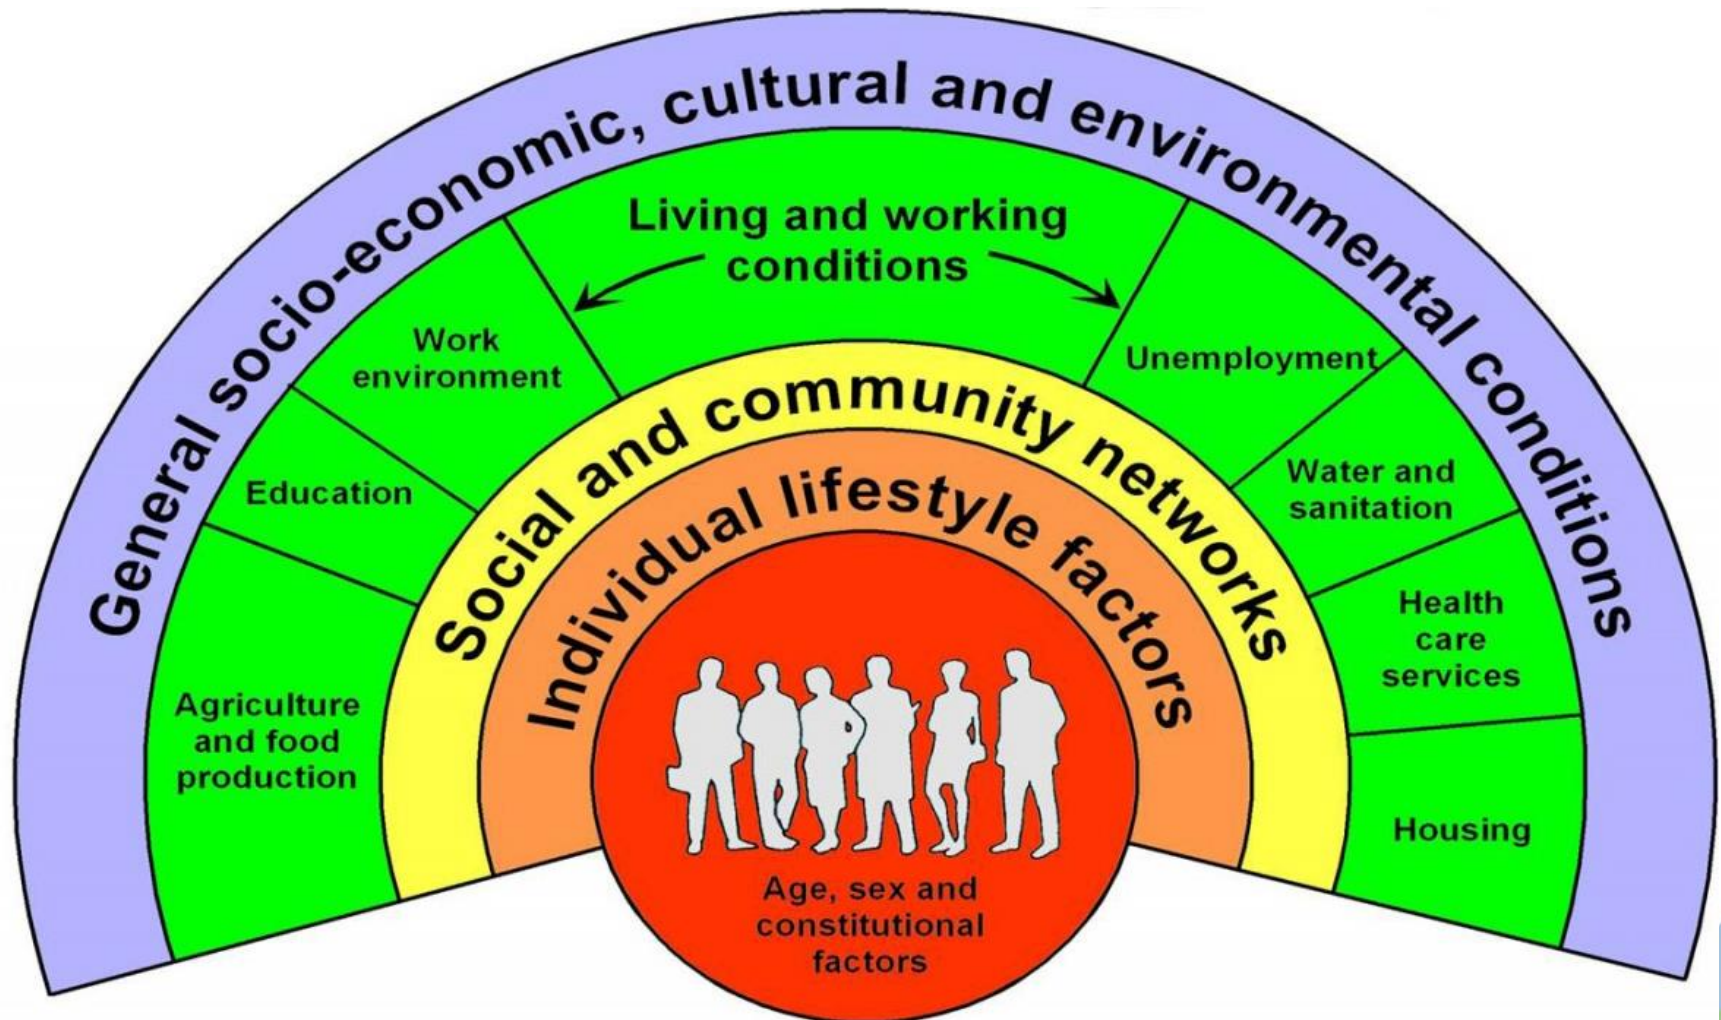 General socio-economic, cultural and environmental conditions
Living and working
conditions
Work
environment
Education
Agriculture
and food
production
Unemployment
Water and
sanitation
Health
care
services
Housing
Social and community networks
Individual lifestyle factors
Age, sex and
constitutional
factors